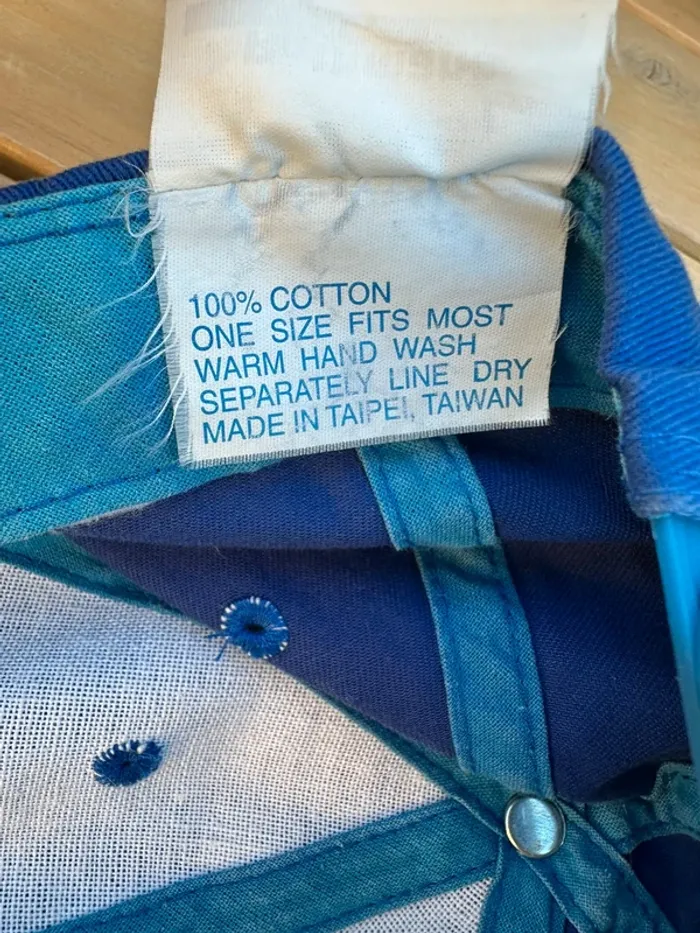 100% COTTON
ONE SIZE FITS MOST
WARM HAND WASH
SEPARATELY LINE DRY
MADE IN TAIPEI, TAIWAN